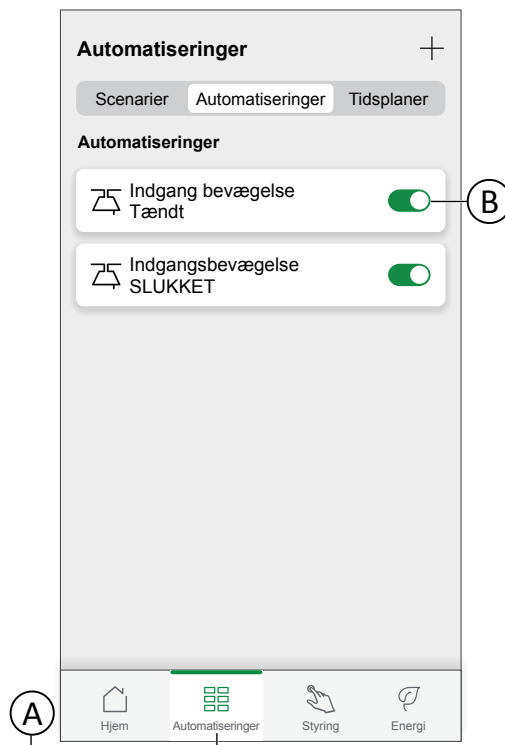 Automatiseringer
Scenarier Automatiseringer Tidsplaner
Automatiseringer
Indgang bevægelse
Tændt
B
Indgangsbevægelse
SLUKKET
A
Hjem Automatiseringer Styring Energi